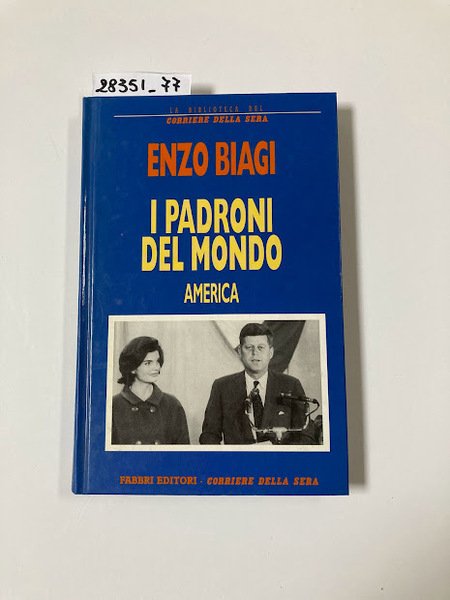 28351_77
LA BIBLIOTECA DEL
CORRIERE DELLA SERA
ENZO BIAGI
I PADRONI
DEL MONDO
AMERICA
FABBRI EDITORI - CORRIERE DELLA SERA